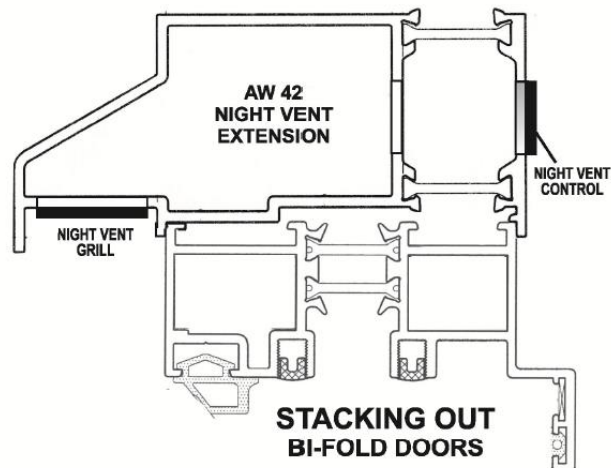 AW 42
NIGHT VENT
EXTENSION
NIGHT VENT
CONTROL
NIGHT VENT
GRILL
STACKING OUT
BI-FOLD DOORS